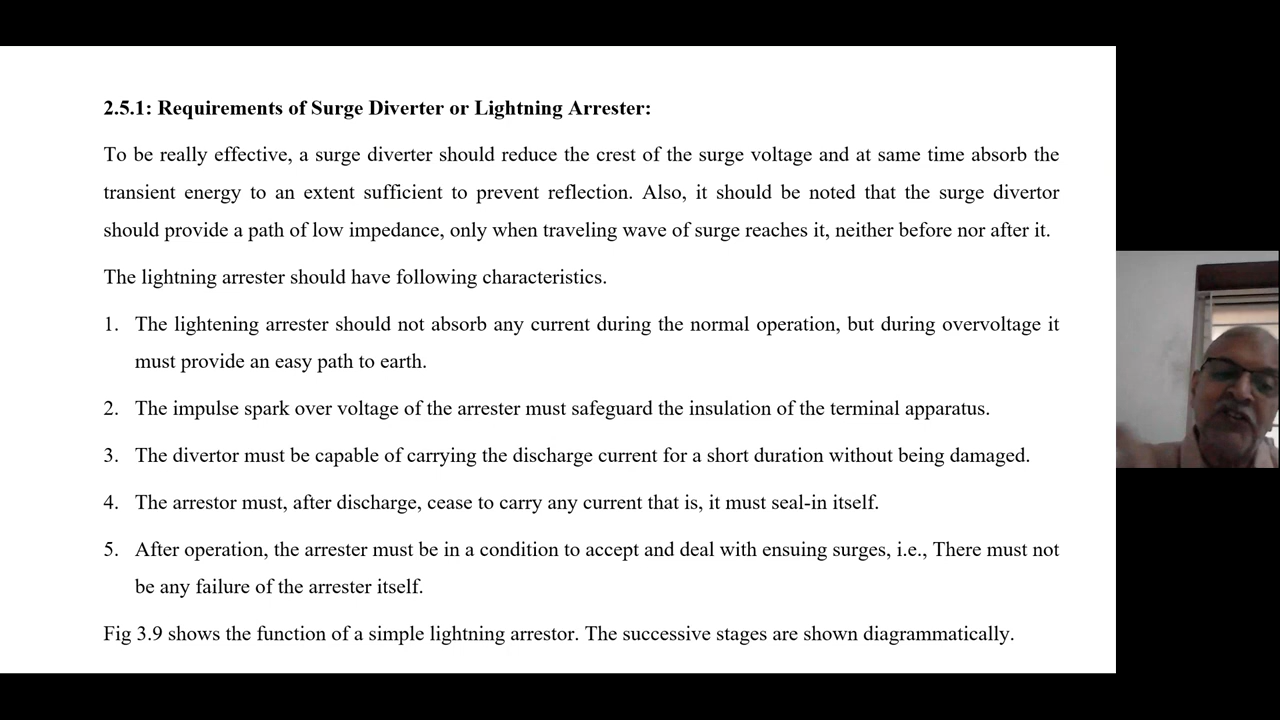 2.5.1: Requirements of Surge Diverter or Lightning Arrester:
To be really effective, a surge diverter should reduce the crest of the surge voltage and at same time absorb the
transient energy to an extent sufficient to prevent reflection. Also, it should be noted that the surge divertor
should provide a path of low impedance, only when traveling wave of surge reaches it, neither before nor after it.
The lightning arrester should have following characteristics.
1. The lightening arrester should not absorb any current during the normal operation, but during overvoltage it
must provide an easy path to earth.
2. The impulse spark over voltage of the arrester must safeguard the insulation of the terminal apparatus.
3. The divertor must be capable of carrying the discharge current for a short duration without being damaged.
4. The arrestor must, after discharge, cease to carry any current that is, it must seal-in itself.
5. After operation, the arrester must be in a condition to accept and deal with ensuing surges, i.e., There must not
be any failure of the arrester itself.
Fig 3.9 shows the function of a simple lightning arrestor. The successive stages are shown diagrammatically.